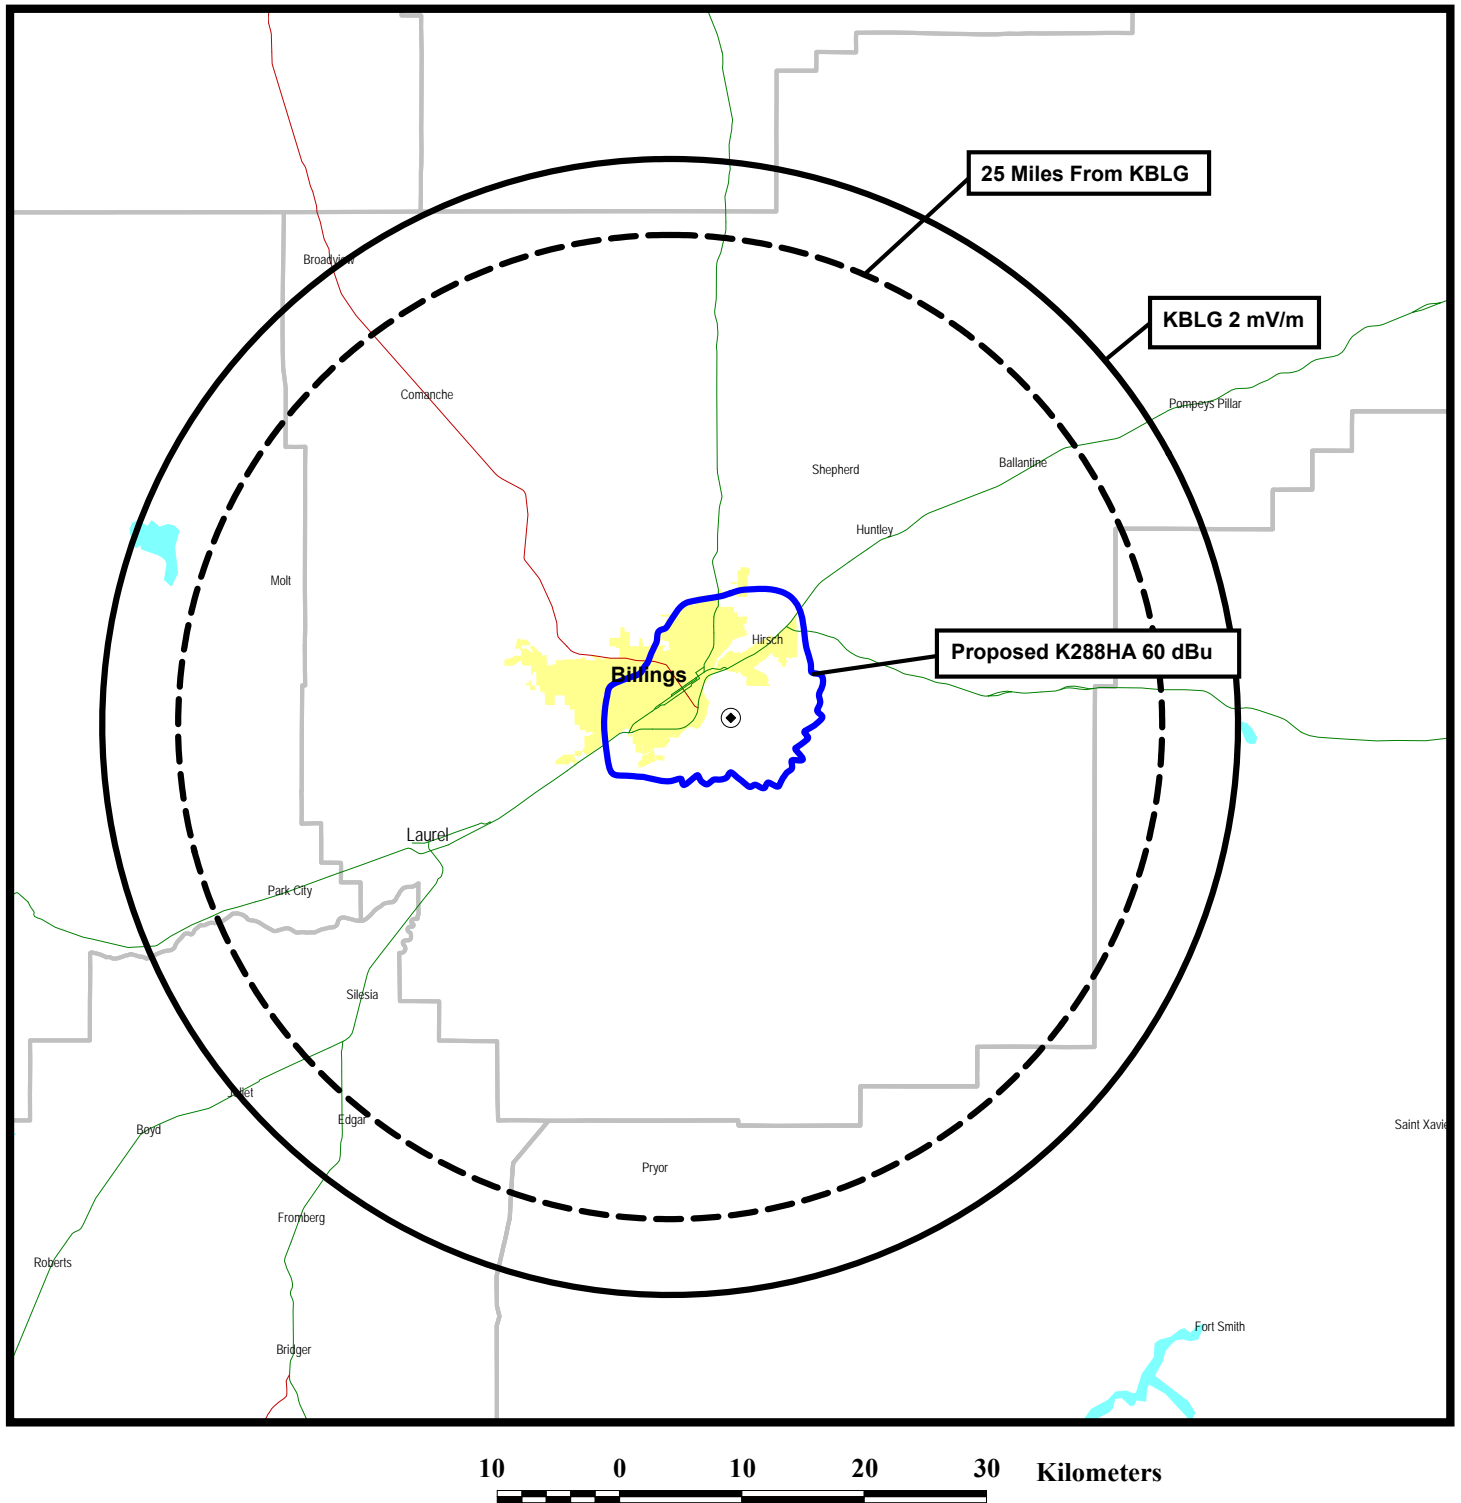 25 Miles From KBLG
Broadview
KBLG 2 mV/m
Comanche
Pompeys Pillar
Shepherd
Ballantine
Huntley
Molt
Hirsch
Proposed K288HA 60 dBu
Billings
Laurel
Park City
Silesia
Joliet
Edgar
Boyd
Saint Xavie
Pryor
Fromberg
Roberts
Fort Smith
Bridger
10 0 10 20 30 Kilometers